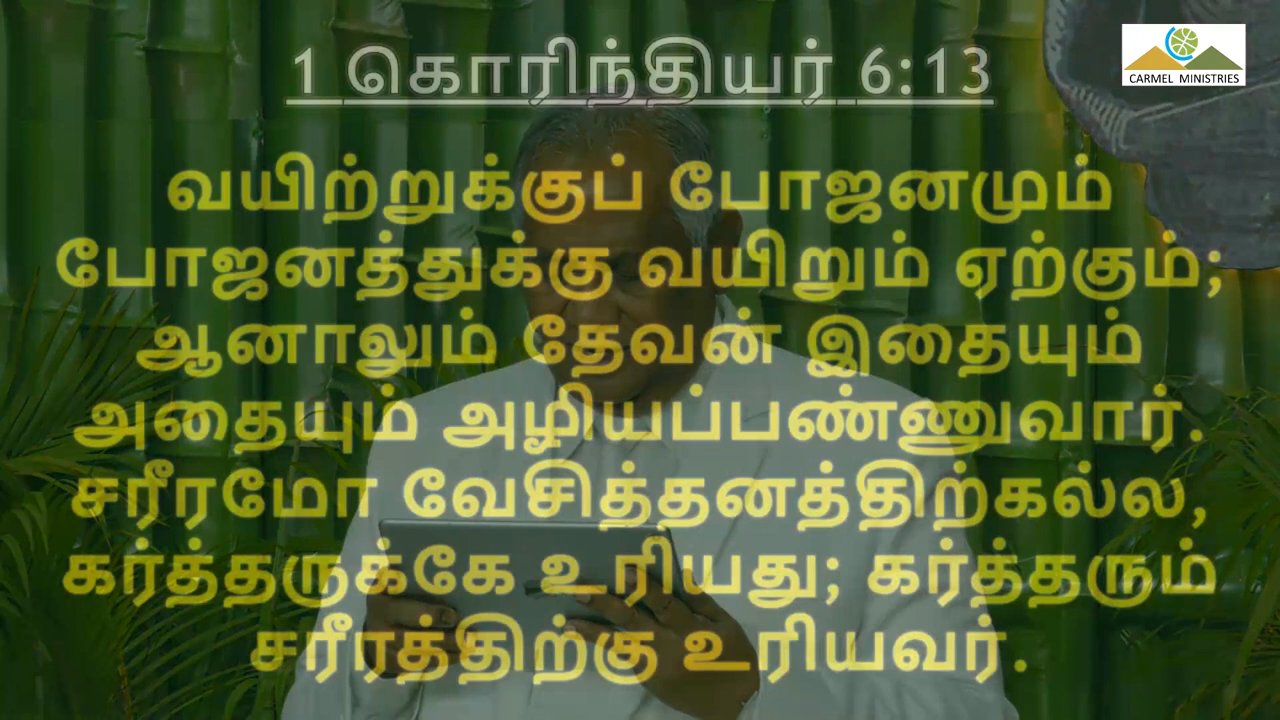 1 கொரிந்தியர் 6:13
CARMEL MINISTRIES
வயிற்றுக்குப் போஜனமும்
போஜனத்துக்கு வயிறும் ஏற்கும்;
ஆனாலும் தேவன் இதையும்
அதையும் அழியப்பண்ணுவார்.
சரீரமோ வேசித்தனத்திற்கல்ல,
கர்த்தருக்கே உரியது; கர்த்தரும்
சரீரத்திற்கு உரியவர்.